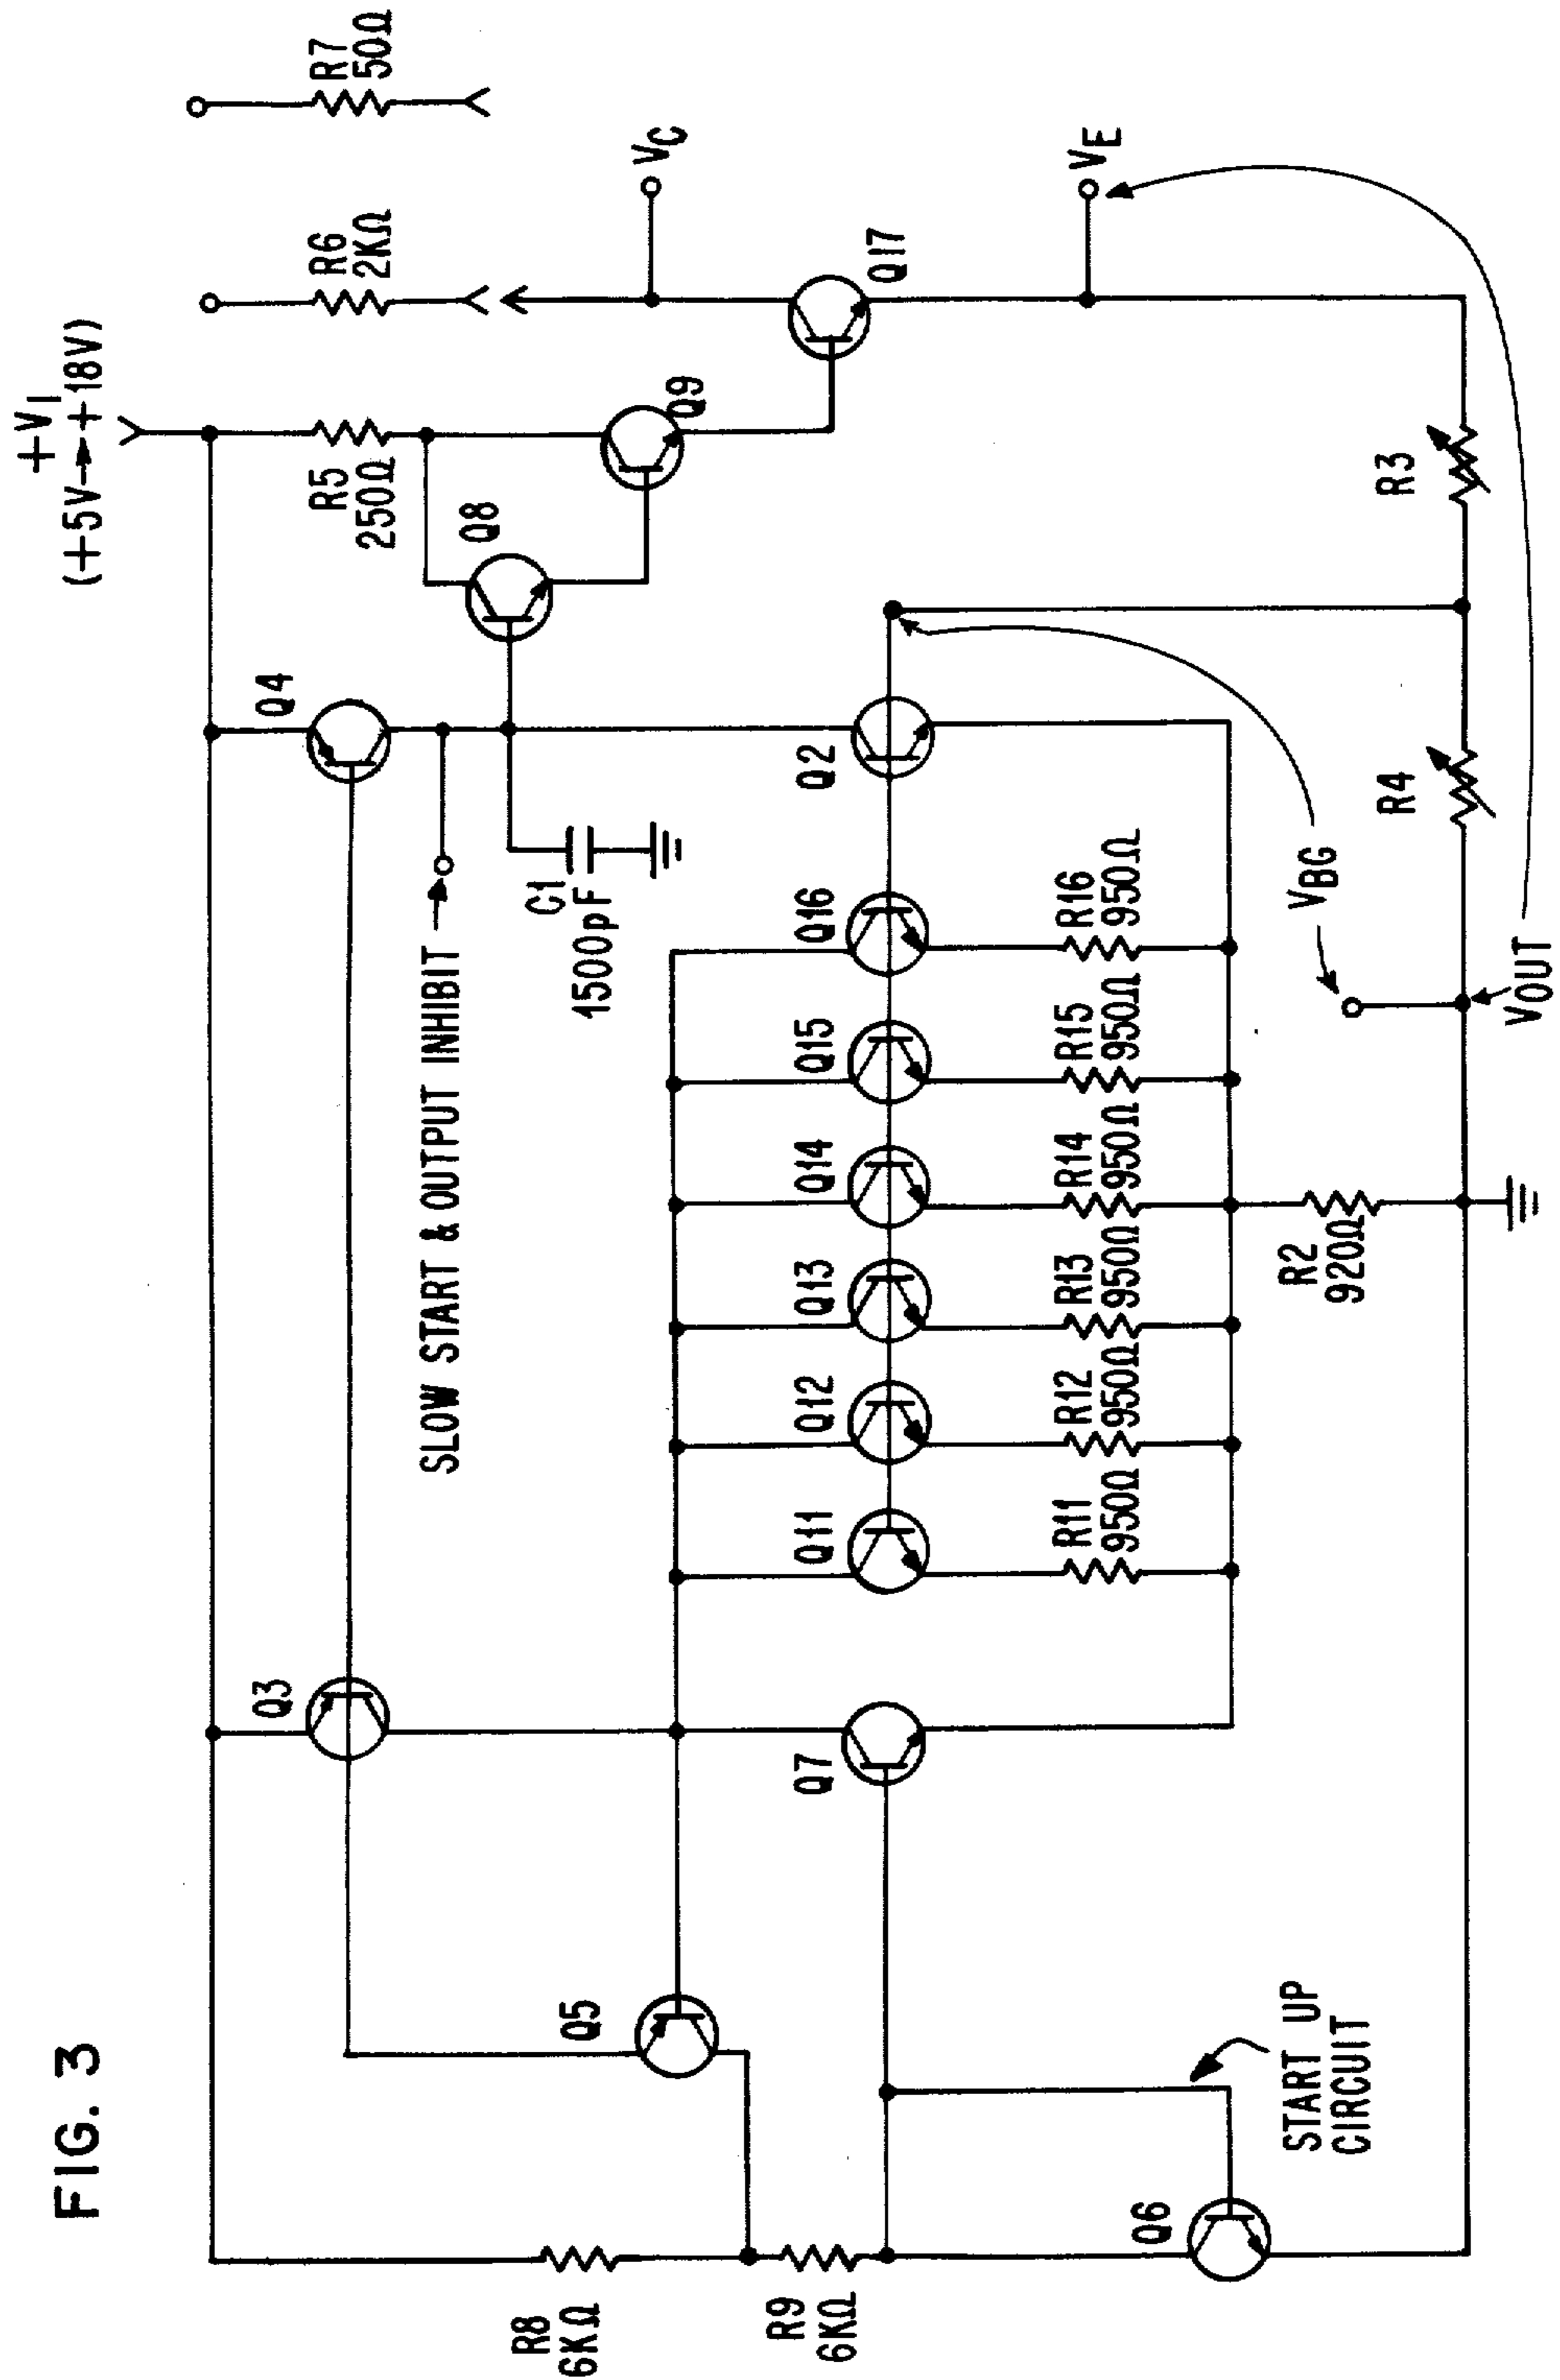 FIG. 3
+VI
(+5V→+18V)
R8
6KΩ
R9
6KΩ
Q5
Q3
Q6
START UP
CIRCUIT
Q7
SLOW START & OUTPUT INHIBIT
Q4
C1
1500pF
Q8
R5
250Ω
Q9
R6
2KΩ
R7
50Ω
VC
Q17
VE
Q11
Q12
Q13
Q14
Q15
Q16
Q2
R11
950Ω
R12
950Ω
R13
950Ω
R14
950Ω
R15
950Ω
R16
950Ω
R2
920Ω
VBG
VOUT
R4
R3